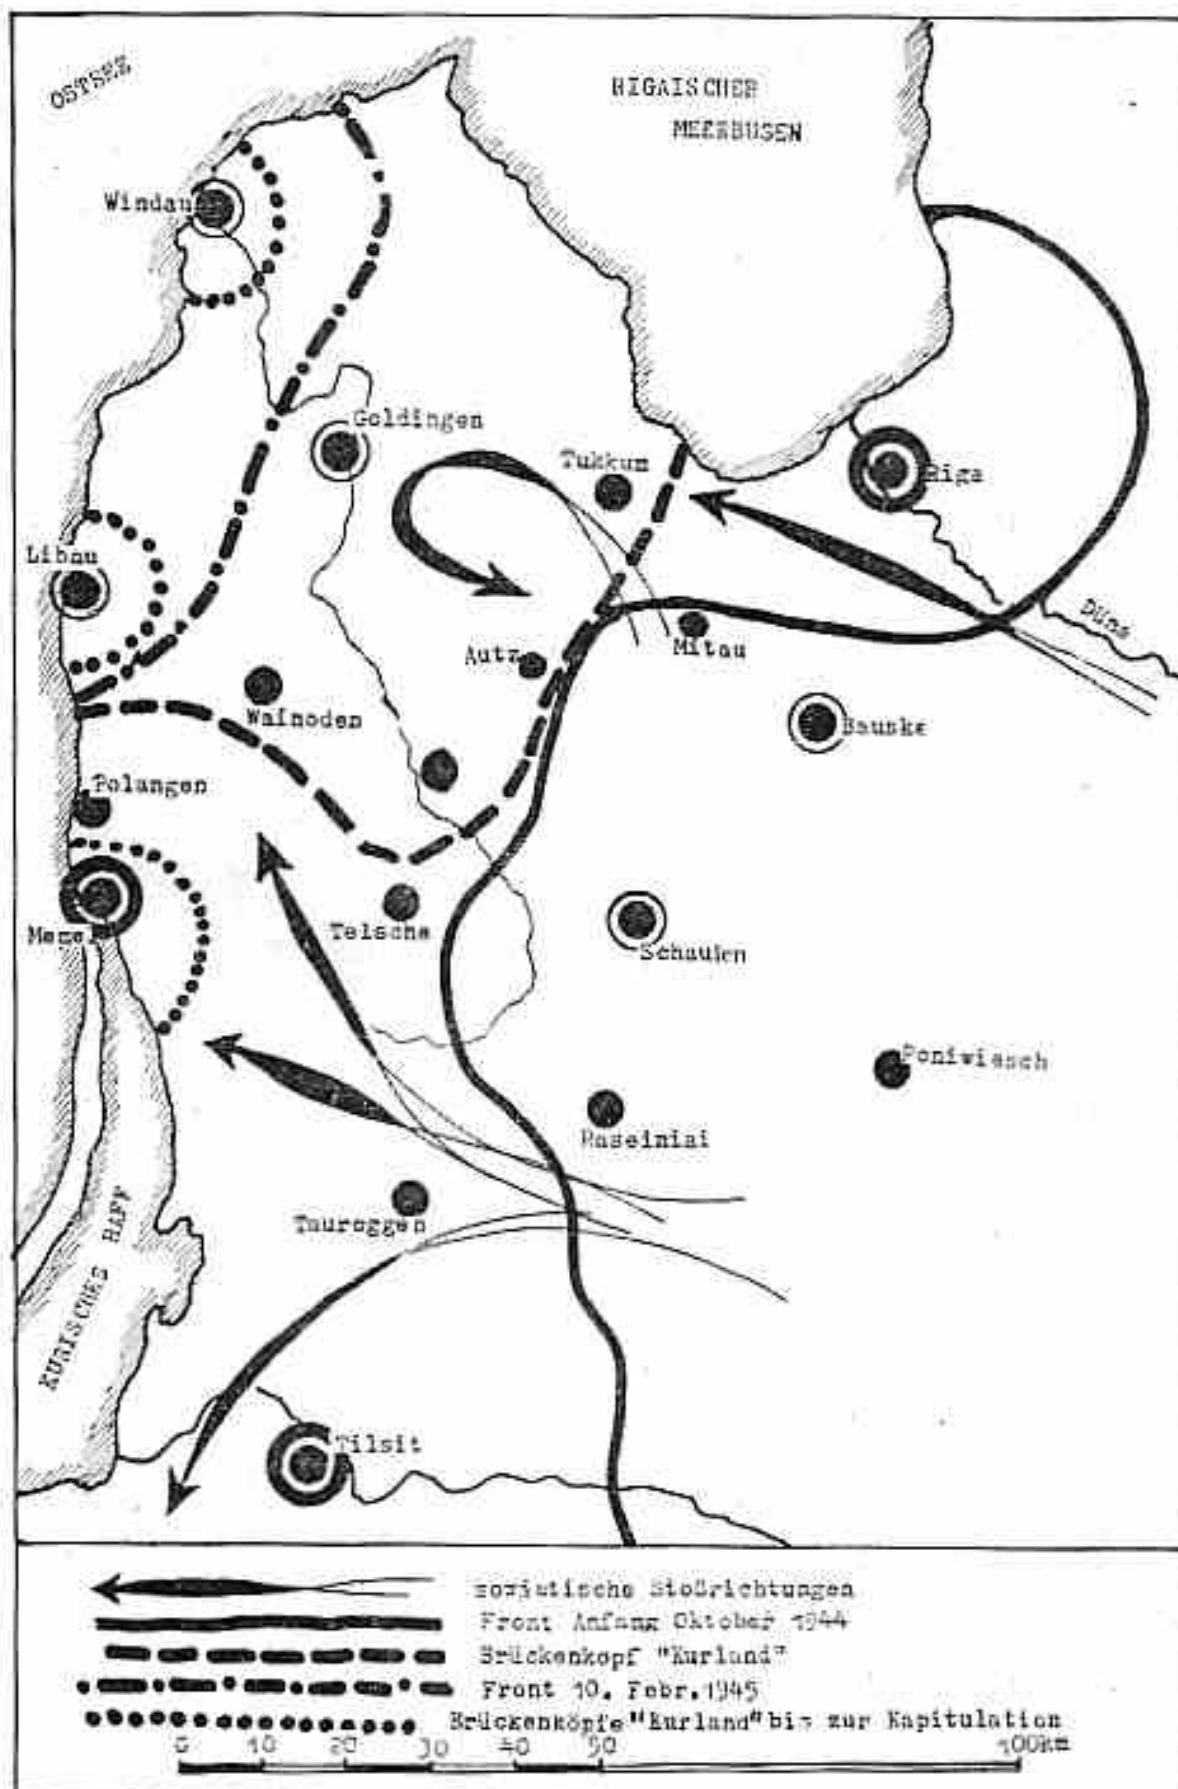 OSTSEE
RIGAISCHER
MEERBUSEN
Windau
Goldingen
Tukkum
Riga
Libau
Düna
Autz
Mitau
Wainoden
Bauske
Polangen
Memel
Telsche
Schaulen
Poniwiesch
Raseiniai
Tauroggen
KURISCHES HAFF
Tilsit
sowjetische Stoßrichtungen
Front Anfang Oktober 1944
Brückenkopf "Kurland"
Front 10. Febr.1945
Brückenköpfe "Kurland" bis zur Kapitulation
0 10 20 30 40 50 100km